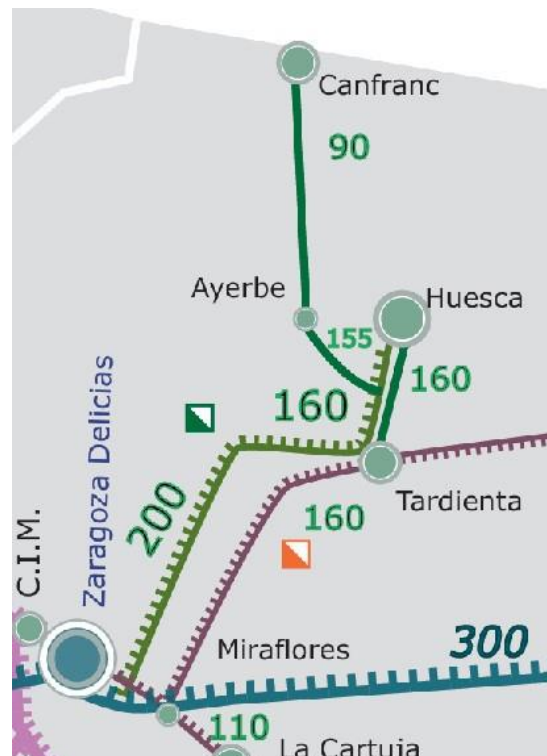 Canfranc
90
Ayerbe
Huesca
155
160
160
Zaragoza Delicias
200
Tardienta
160
C.I.M.
Miraflores
300
110
La Cartuja